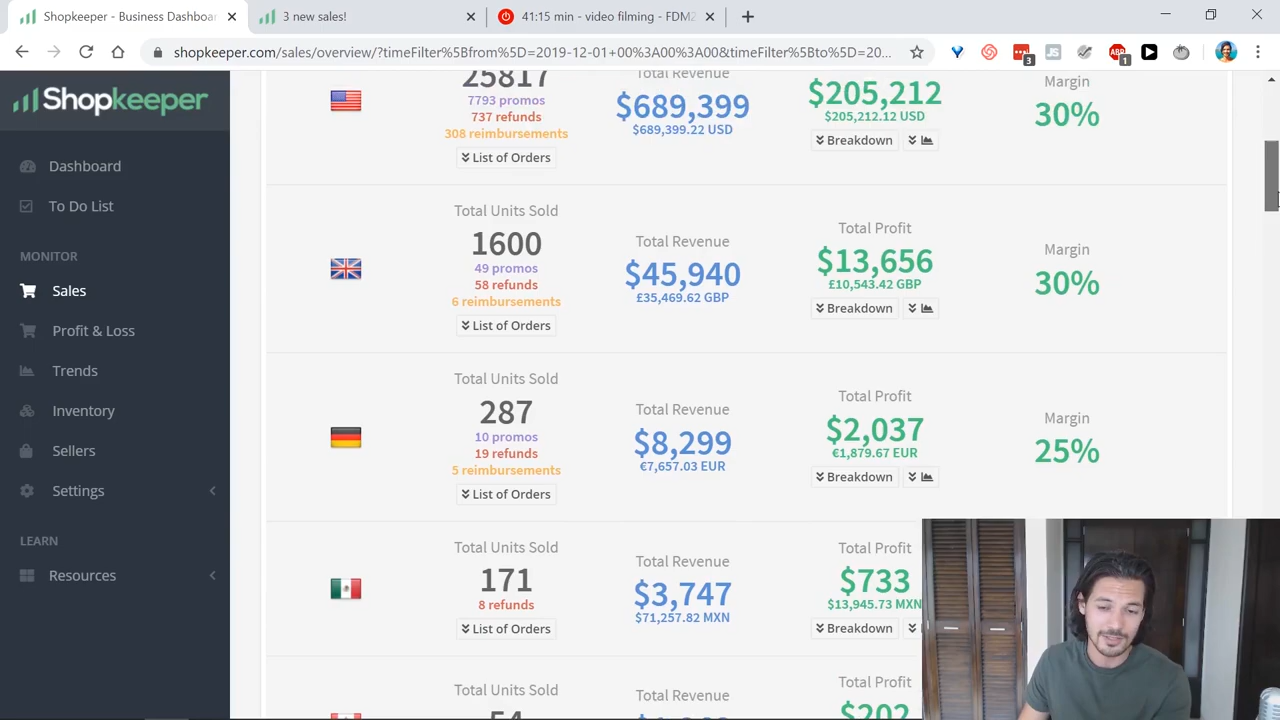 Shopkeeper - Business Dashboar
3 new sales!
41:15 min - video filming - FDM2
shopkeeper.com/sales/overview/?timeFilter%5Bfrom%5D=2019-12-01+00%3A00%3A00&timeFilter%5Bto%5D=20...
3
JS
ABP
1
Shopkeeper
Dashboard
To Do List
MONITOR
Sales
Profit & Loss
Trends
Inventory
Sellers
Settings
LEARN
Resources
25817
7793 promos
737 refunds
308 reimbursements
List of Orders
Total Revenue
$689,399
$689,399.22 USD
$205,212
$205,212.12 USD
Breakdown
Margin
30%
Total Units Sold
1600
49 promos
58 refunds
6 reimbursements
List of Orders
Total Revenue
$45,940
£35,469.62 GBP
Total Profit
$13,656
£10,543.42 GBP
Breakdown
Margin
30%
Total Units Sold
287
10 promos
19 refunds
5 reimbursements
List of Orders
Total Revenue
$8,299
€7,657.03 EUR
Total Profit
$2,037
€1,879.67 EUR
Breakdown
Margin
25%
Total Units Sold
171
8 refunds
List of Orders
Total Revenue
$3,747
$71,257.82 MXN
Total Profit
$733
$13,945.73 MXN
Breakdown
Total Units Sold
54
Total Revenue
Total Profit
$202